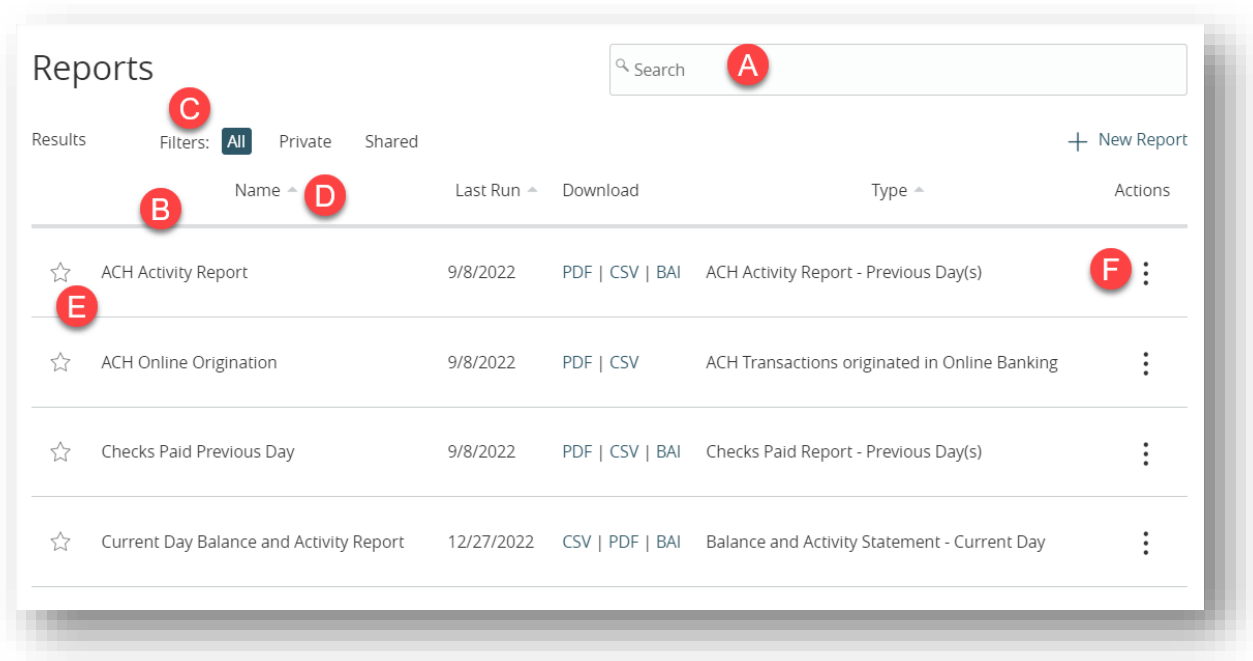 Reports
Search A
C
Results Filters: All Private Shared + New Report
Name D Last Run Download Type Actions
B
ACH Activity Report 9/8/2022 PDF | CSV | BAI ACH Activity Report - Previous Day(s) F
E
ACH Online Origination 9/8/2022 PDF | CSV ACH Transactions originated in Online Banking
Checks Paid Previous Day 9/8/2022 PDF | CSV | BAI Checks Paid Report - Previous Day(s)
Current Day Balance and Activity Report 12/27/2022 CSV | PDF | BAI Balance and Activity Statement - Current Day